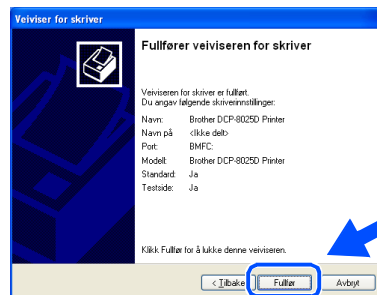 Veiviser for skriver
Fullfører veiviseren for skriver
Veiviseren for skriver er fullført.
Du angav følgende skriverinnstillinger:
Navn: Brother DCP-8025D Printer
Navn på <Ikke delt>
Port: BMFC:
Modell: Brother DCP-8025D Printer
Standard: Ja
Testside: Ja
Klikk Fullfør for å lukke denne veiviseren.
< Tilbake Fullfør Avbryt